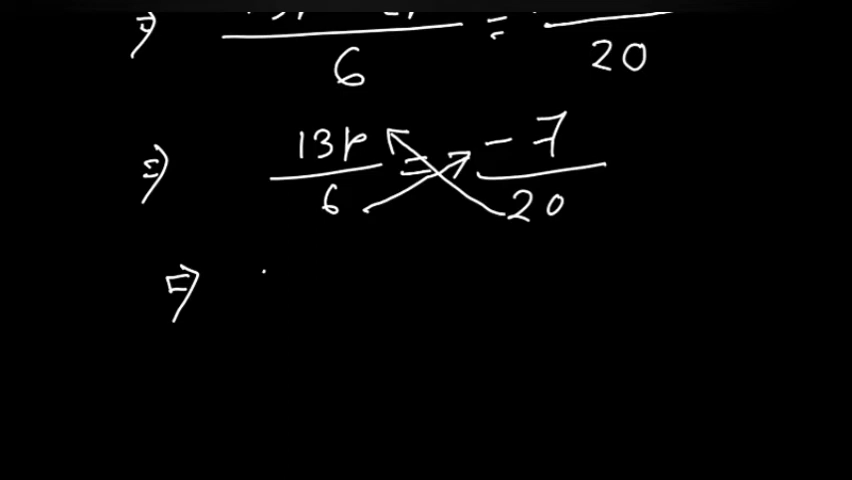 ⇒ 6 = 20
⇒ 13p/6 = -7/20
⇒